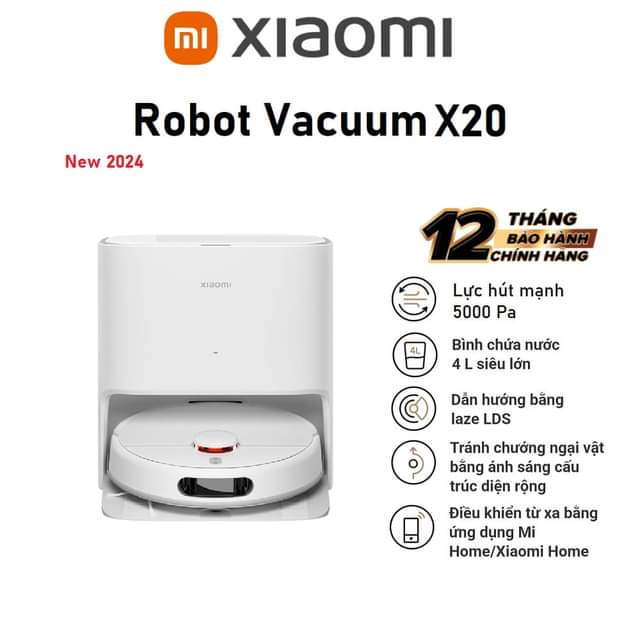 xiaomi
Robot Vacuum X20
New 2024
12 THÁNG
BẢO HÀNH
CHÍNH HÃNG
xiaomi
Lực hút mạnh
5000 Pa
4L
Bình chứa nước
4 L siêu lớn
Dẫn hướng bằng
laze LDS
Tránh chướng ngại vật
bằng ánh sáng cấu
trúc diện rộng
Điều khiển từ xa bằng
ứng dụng Mi
Home/Xiaomi Home